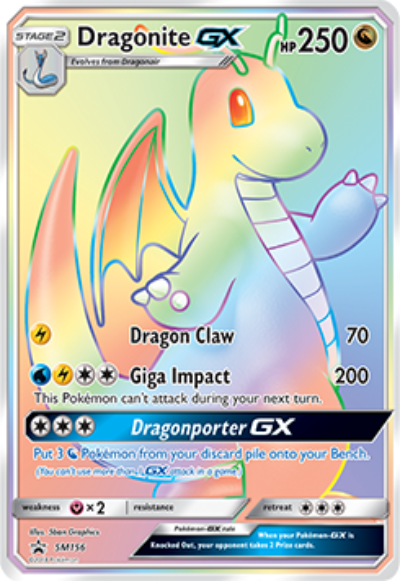 STAGE 2 Dragonite GX HP 250
Evolves from Dragonair
Dragon Claw 70
Giga Impact 200
This Pokémon can't attack during your next turn.
Dragonporter GX
Put 3 Pokémon from your discard pile onto your Bench.
(You can't use more than 1 GX attack in a game.)
weakness ×2 resistance retreat
Illus. 5ban Graphics
SM156
Pokémon-GX rule
When your Pokémon-GX is
Knocked Out, your opponent takes 2 Prize cards.